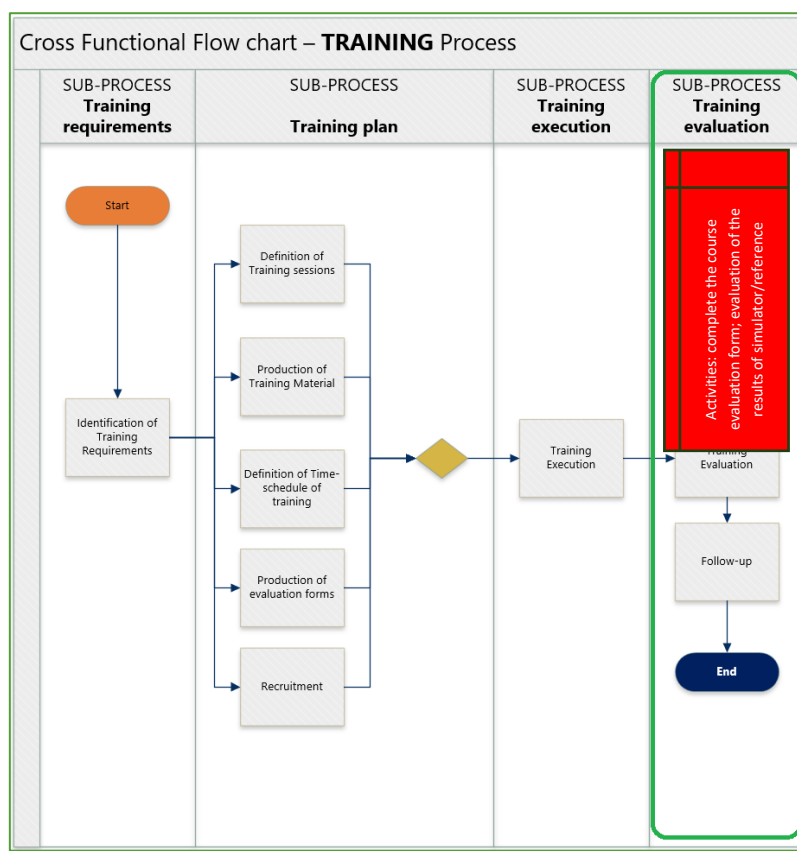 Cross Functional Flow chart – TRAINING Process
SUB-PROCESS
Training
requirements
SUB-PROCESS
Training plan
SUB-PROCESS
Training
execution
SUB-PROCESS
Training
evaluation
Start
Identification of
Training
Requirements
Definition of
Training sessions
Production of
Training Material
Definition of Time-
schedule of
training
Production of
evaluation forms
Recruitment
Training
Execution
Activities: complete the course
evaluation form; evaluation of the
results of simulator/reference
Training
Evaluation
Follow-up
End